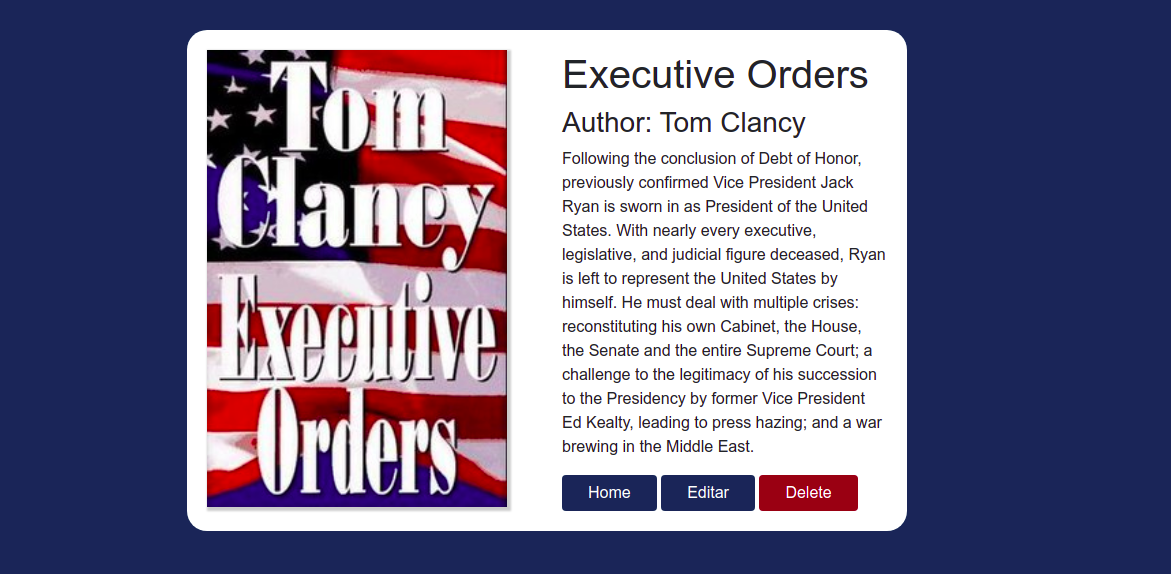 Tom
Clancy
Executive
Orders
Executive Orders
Author: Tom Clancy
Following the conclusion of Debt of Honor,
previously confirmed Vice President Jack
Ryan is sworn in as President of the United
States. With nearly every executive,
legislative, and judicial figure deceased, Ryan
is left to represent the United States by
himself. He must deal with multiple crises:
reconstituting his own Cabinet, the House,
the Senate and the entire Supreme Court; a
challenge to the legitimacy of his succession
to the Presidency by former Vice President
Ed Kealty, leading to press hazing; and a war
brewing in the Middle East.
Home Editar Delete